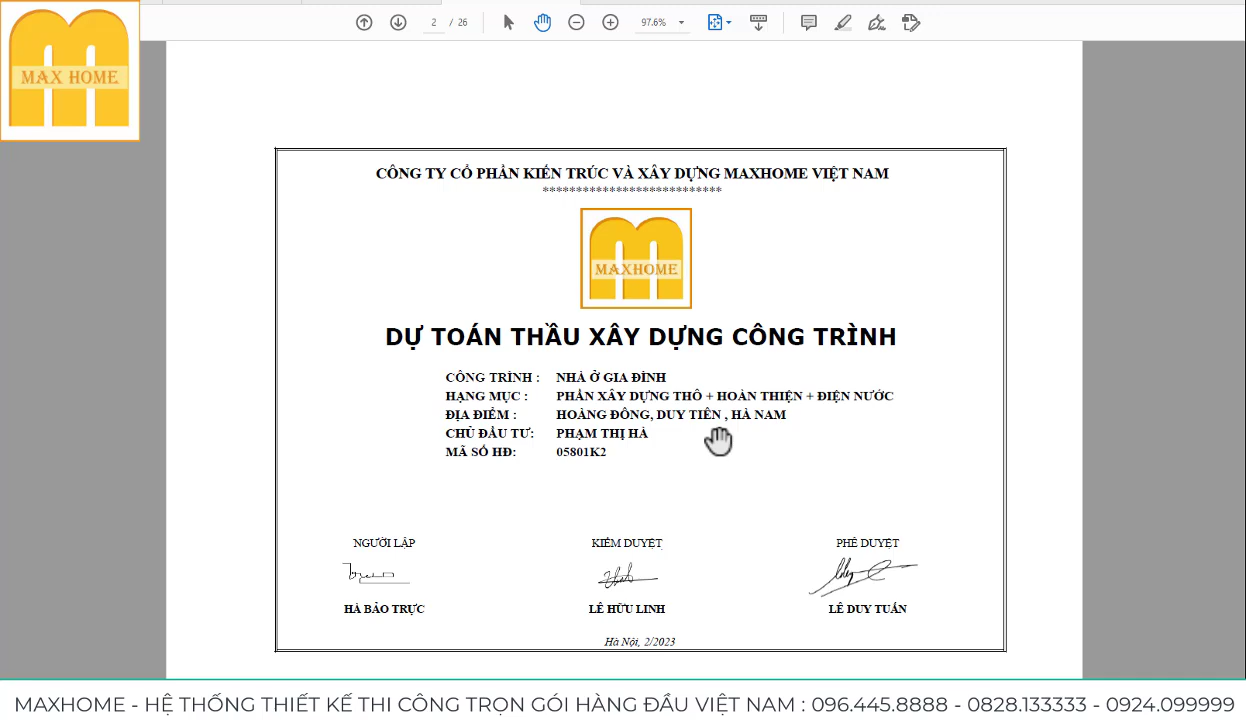 MAX HOME
2 / 26
97.6%
CÔNG TY CỔ PHẦN KIẾN TRÚC VÀ XÂY DỰNG MAXHOME VIỆT NAM
***************************
MAXHOME
DỰ TOÁN THẦU XÂY DỰNG CÔNG TRÌNH
CÔNG TRÌNH : NHÀ Ở GIA ĐÌNH
HẠNG MỤC : PHẦN XÂY DỰNG THÔ + HOÀN THIỆN + ĐIỆN NƯỚC
ĐỊA ĐIỂM : HOÀNG ĐÔNG, DUY TIÊN , HÀ NAM
CHỦ ĐẦU TƯ: PHẠM THỊ HÀ
MÃ SỐ HĐ: 05801K2
NGƯỜI LẬP KIỂM DUYỆT PHÊ DUYỆT
HÀ BẢO TRỰC LÊ HỮU LINH LÊ DUY TUẤN
Hà Nội, 2/2023
MAXHOME - HỆ THỐNG THIẾT KẾ THI CÔNG TRỌN GÓI HÀNG ĐẦU VIỆT NAM : 096.445.8888 - 0828.133333 - 0924.099999